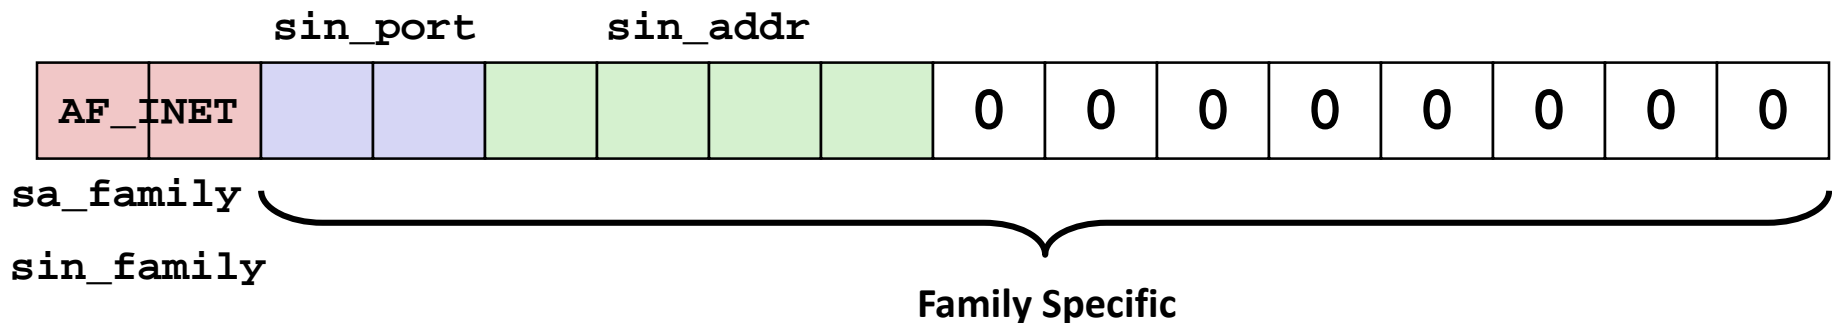 sin_port sin_addr
AF_INET 0 0 0 0 0 0 0 0
sa_family
sin_family
Family Specific